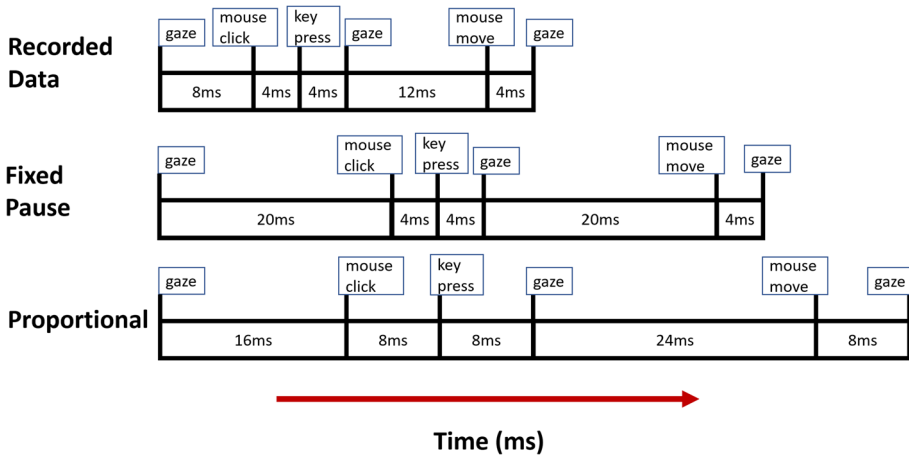 Recorded
Data
gaze
mouse
click
key
press
gaze
mouse
move
gaze
8ms
4ms
4ms
12ms
4ms
Fixed
Pause
gaze
mouse
click
key
press
gaze
mouse
move
gaze
20ms
4ms
4ms
20ms
4ms
Proportional
gaze
mouse
click
key
press
gaze
mouse
move
gaze
16ms
8ms
8ms
24ms
8ms
Time (ms)